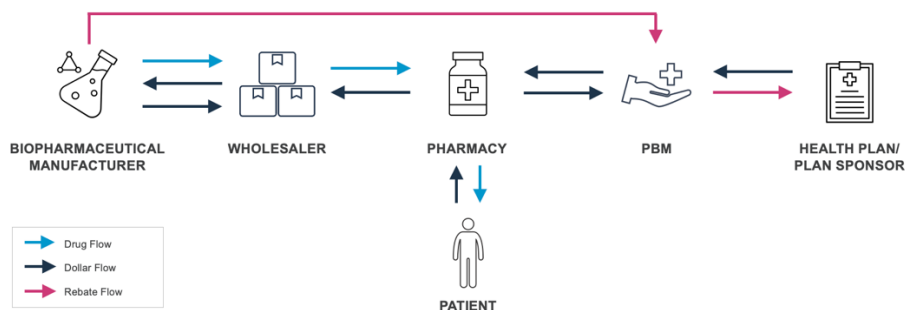 BIOPHARMACEUTICAL
MANUFACTURER
WHOLESALER
PHARMACY
PBM
HEALTH PLAN/
PLAN SPONSOR
Drug Flow
Dollar Flow
Rebate Flow
PATIENT